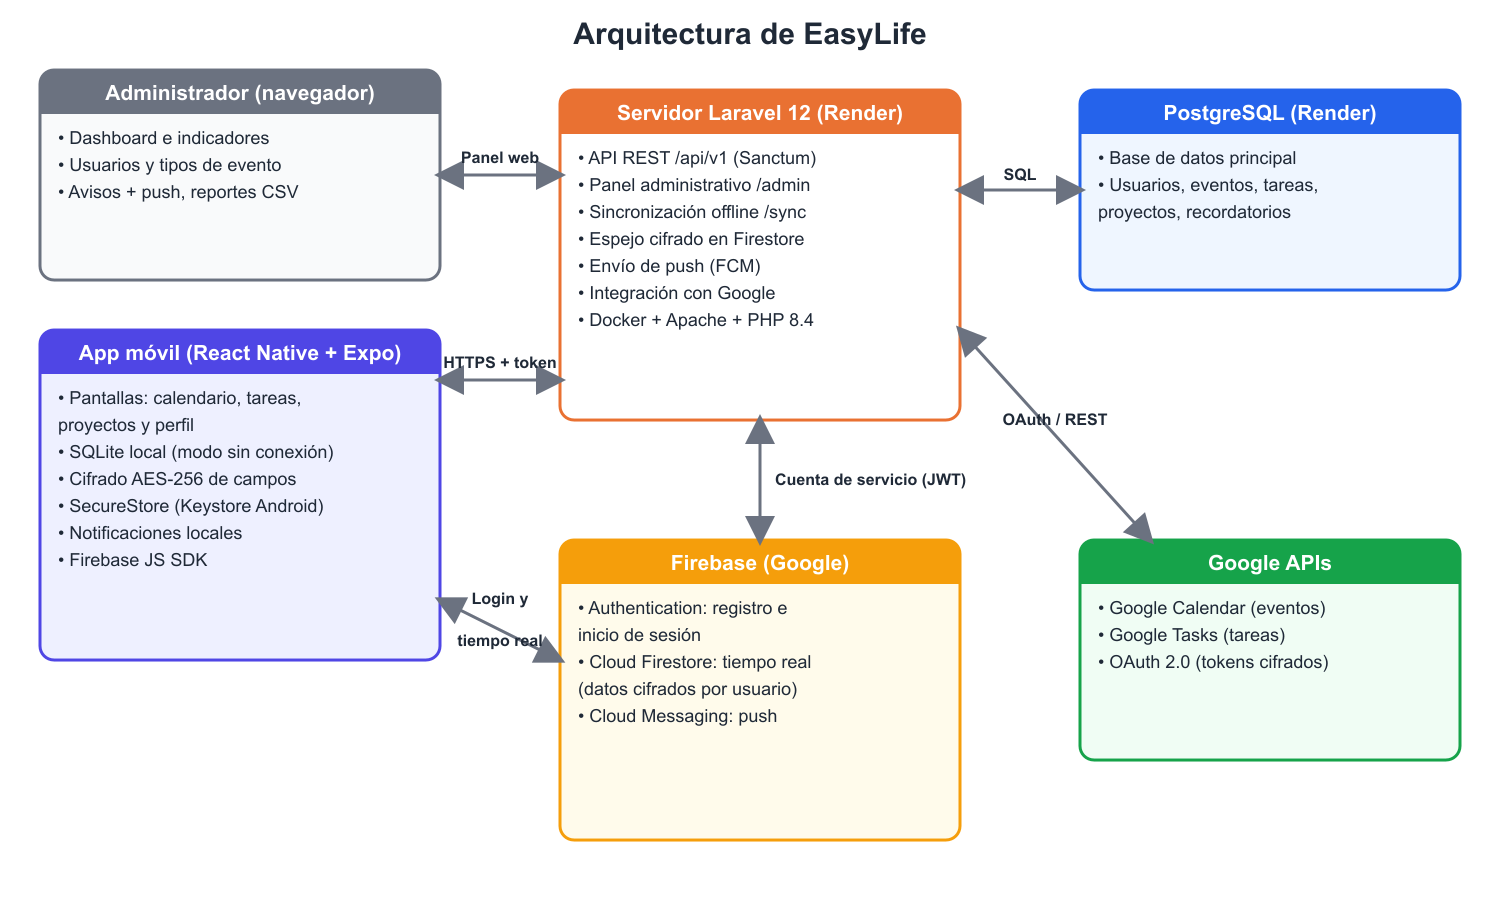 Arquitectura de EasyLife
Administrador (navegador)
• Dashboard e indicadores
• Usuarios y tipos de evento
• Avisos + push, reportes CSV
Panel web
Servidor Laravel 12 (Render)
• API REST /api/v1 (Sanctum)
• Panel administrativo /admin
• Sincronización offline /sync
• Espejo cifrado en Firestore
• Envío de push (FCM)
• Integración con Google
• Docker + Apache + PHP 8.4
SQL
PostgreSQL (Render)
• Base de datos principal
• Usuarios, eventos, tareas,
proyectos, recordatorios
App móvil (React Native + Expo)
• Pantallas: calendario, tareas,
proyectos y perfil
• SQLite local (modo sin conexión)
• Cifrado AES-256 de campos
• SecureStore (Keystore Android)
• Notificaciones locales
• Firebase JS SDK
HTTPS + token
OAuth / REST
Cuenta de servicio (JWT)
Login y
tiempo real
Firebase (Google)
• Authentication: registro e
inicio de sesión
• Cloud Firestore: tiempo real
(datos cifrados por usuario)
• Cloud Messaging: push
Google APIs
• Google Calendar (eventos)
• Google Tasks (tareas)
• OAuth 2.0 (tokens cifrados)